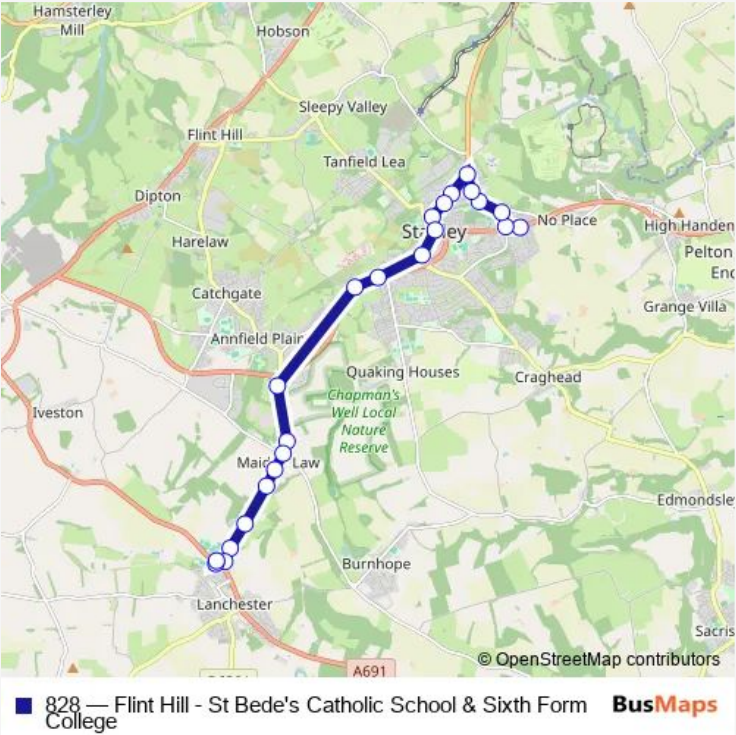 Hamsterley
Mill
Hobson
Sleepy Valley
Flint Hill
Tanfield Lea
Dipton
No Place
High Handen
Harelaw
Pelton
Catchgate
Grange Villa
Annfield Plain
Quaking Houses
Craghead
Chapman's
Well Local
Nature
Reserve
Iveston
Edmondsle
Burnhope
Lanchester
Sacris
A691
© OpenStreetMap contributors
828 — Flint Hill - St Bede's Catholic School & Sixth Form
College
BusMaps